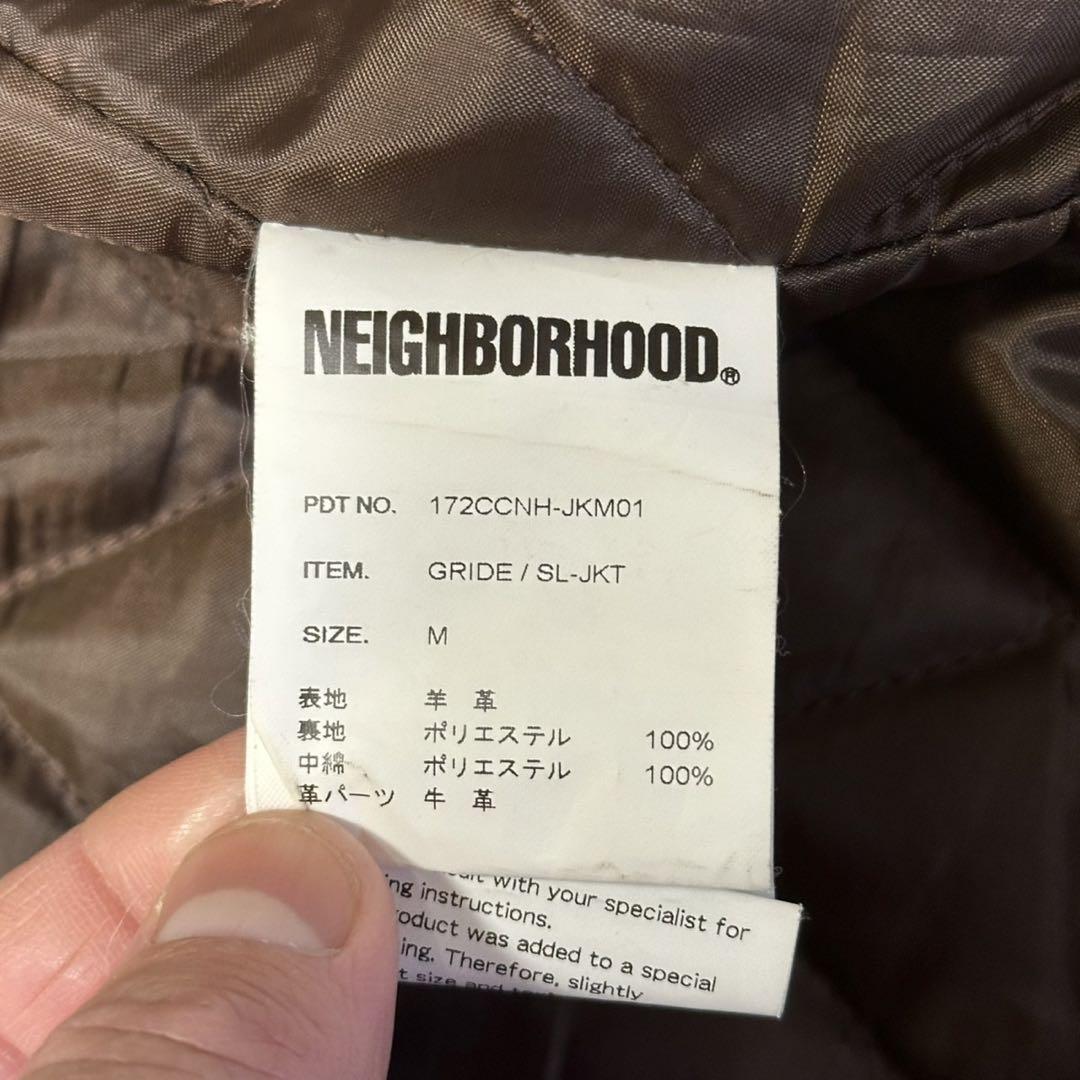 NEIGHBORHOOD®
PDT NO. 172CCNH-JKM01
ITEM. GRIDE / SL-JKT
SIZE. M
表地 羊 革
裏地 ポリエステル 100%
中綿 ポリエステル 100%
革パーツ 牛 革
with your specialist for
instructions.
was added to a special
Therefore, slightly
size and